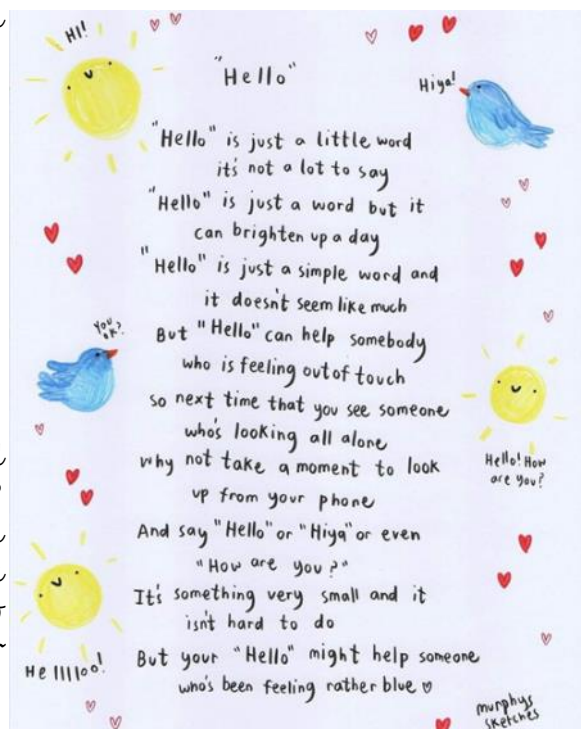 HI!
Hiya!
"Hello"
"Hello" is just a little word
it's not a lot to say
"Hello" is just a word but it
can brighten up a day
"Hello" is just a simple word and
it doesn't seem like much
You
OK?
But "Hello" can help somebody
who is feeling out of touch
so next time that you see someone
who's looking all alone
why not take a moment to look
up from your phone
Hello! How
are you?
And say "Hello" or "Hiya" or even
"How are you?"
It's something very small and it
isn't hard to do
Helllloo!
But your "Hello" might help someone
who's been feeling rather blue
murphys
sketches